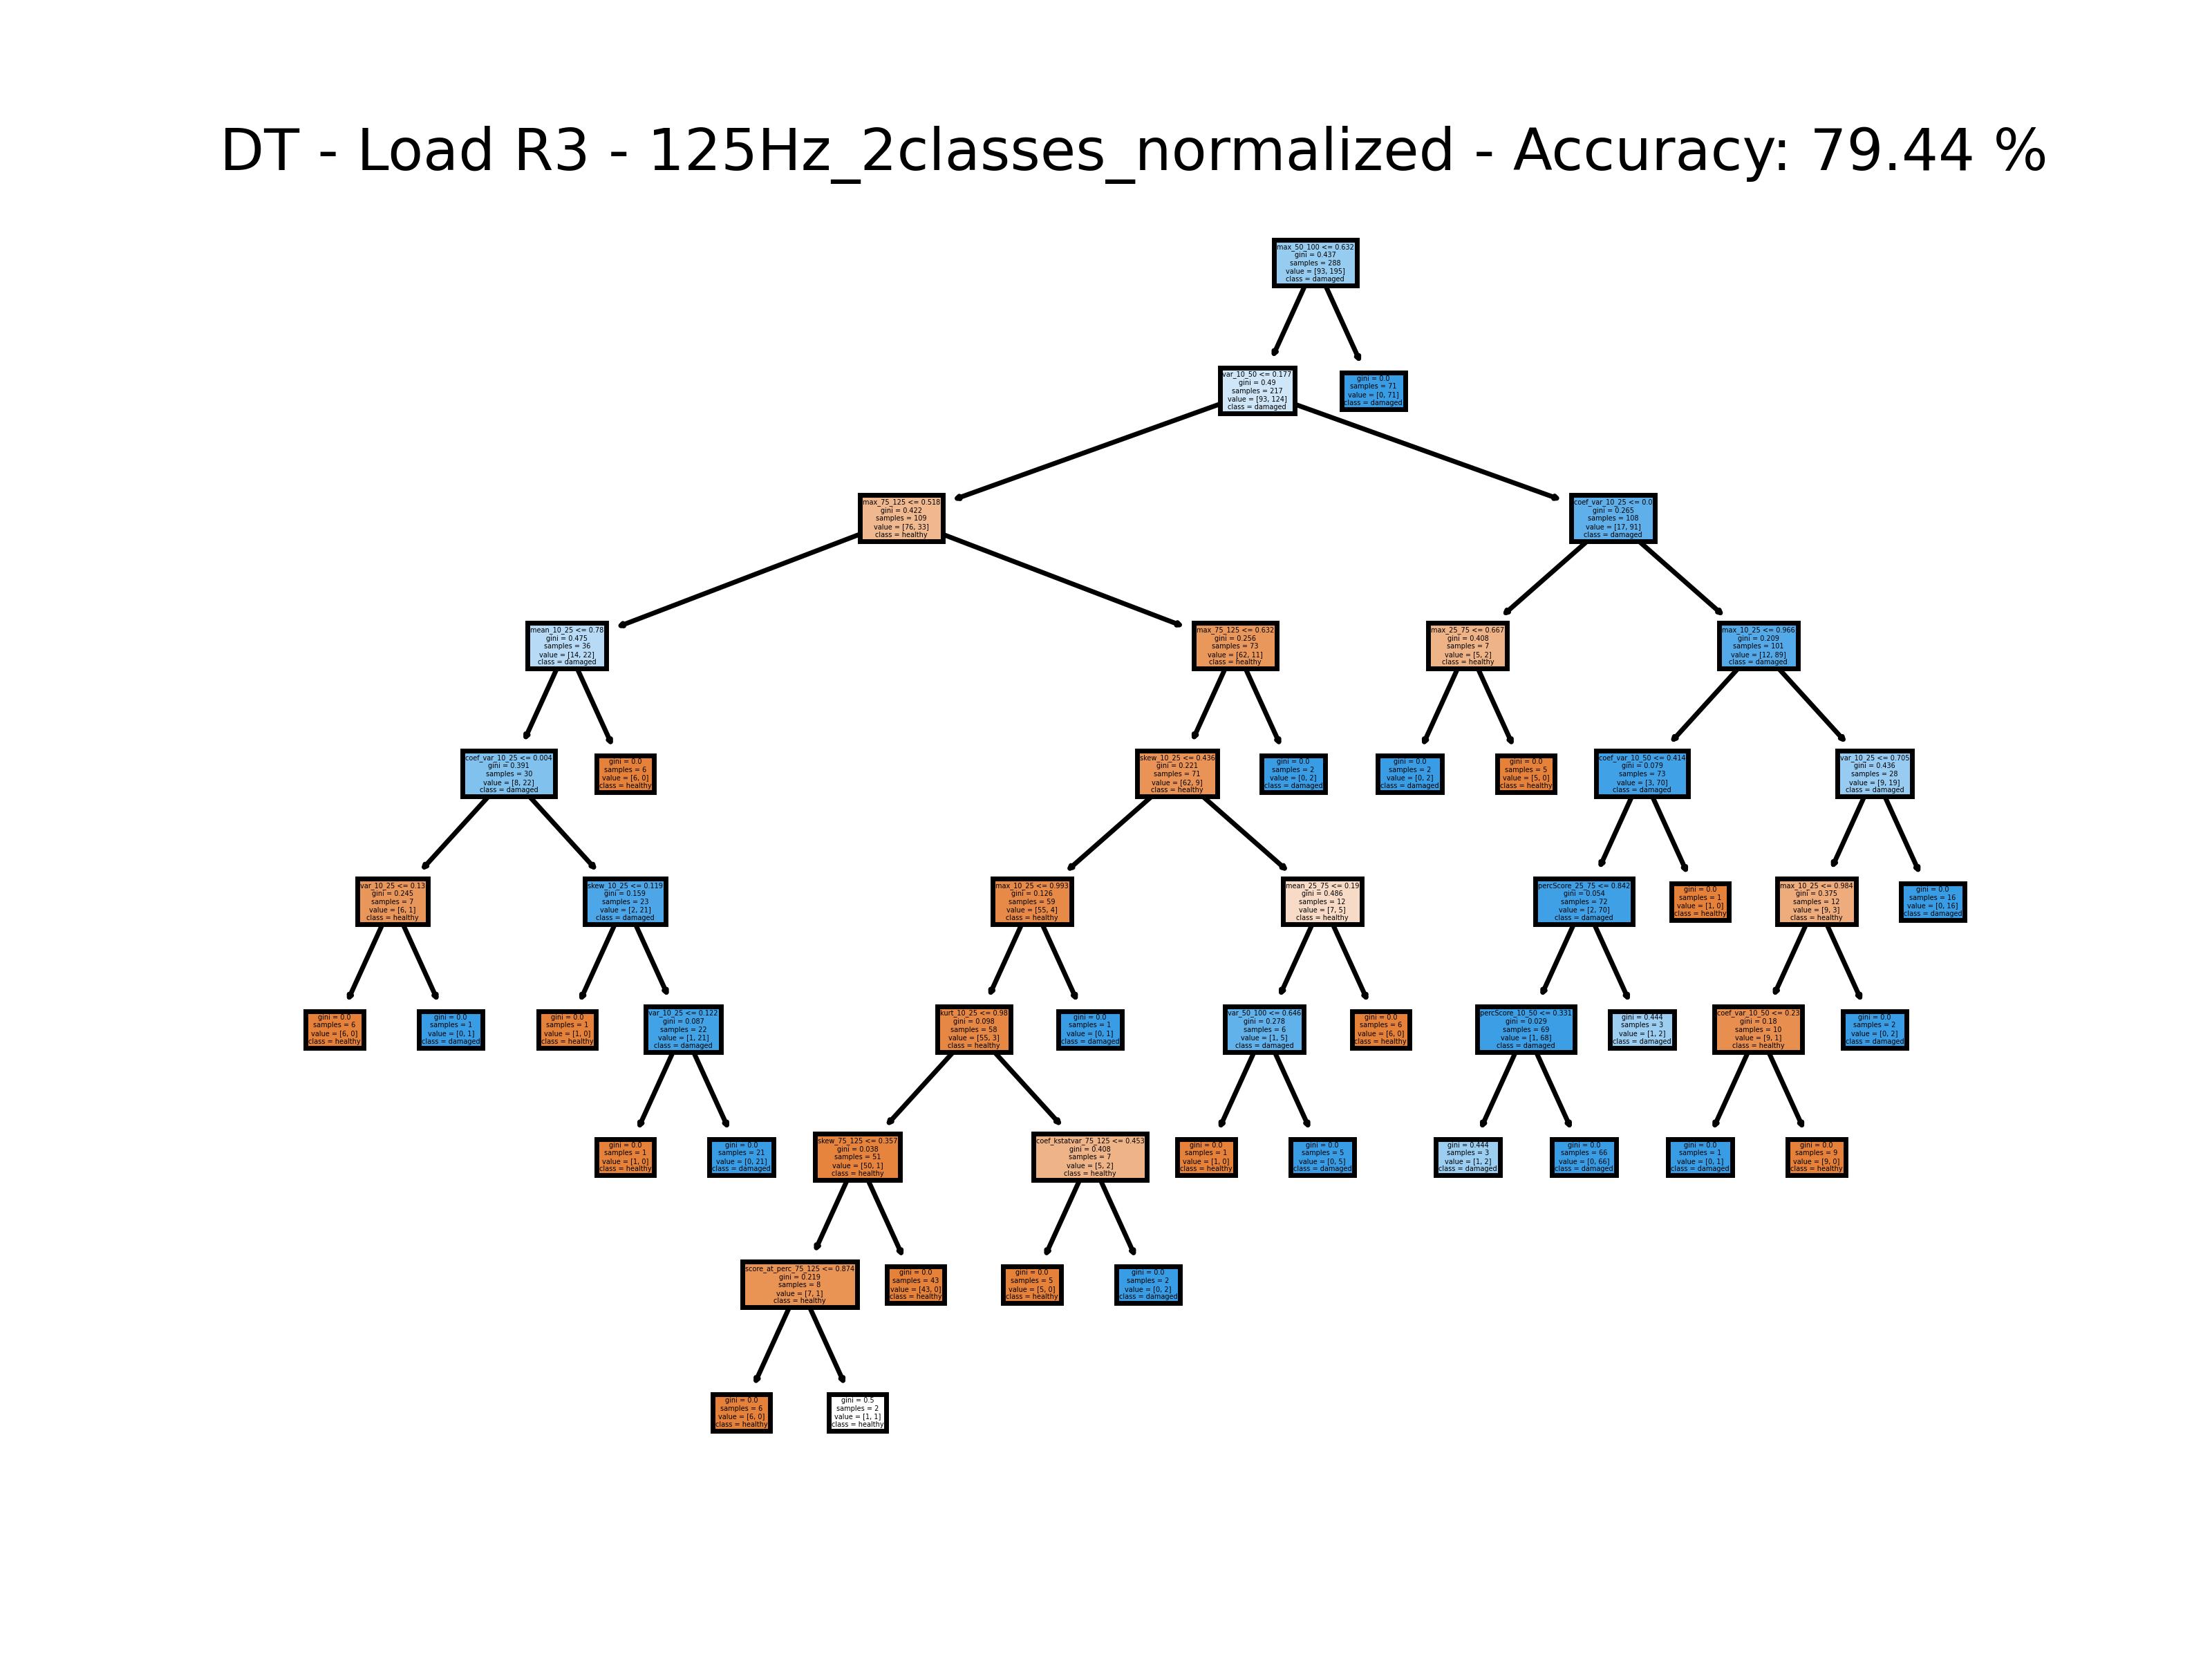 DT - Load R3 - 125Hz_2classes_normalized - Accuracy: 79.44 %
max_50_100 <= 0.632
gini = 0.437
samples = 288
value = [93, 195]
class = damaged
var_10_50 <= 0.177
gini = 0.49
samples = 217
value = [93, 124]
class = damaged
gini = 0.0
samples = 71
value = [0, 71]
class = damaged
max_75_125 <= 0.518
gini = 0.422
samples = 109
value = [76, 33]
class = healthy
coef_var_10_25 <= 0.0
gini = 0.265
samples = 108
value = [17, 91]
class = damaged
mean_10_25 <= 0.78
gini = 0.475
samples = 36
value = [14, 22]
class = damaged
max_75_125 <= 0.632
gini = 0.256
samples = 73
value = [62, 11]
class = healthy
max_25_75 <= 0.667
gini = 0.408
samples = 7
value = [5, 2]
class = healthy
max_10_25 <= 0.966
gini = 0.209
samples = 101
value = [12, 89]
class = damaged
coef_var_10_25 <= 0.004
gini = 0.391
samples = 30
value = [8, 22]
class = damaged
gini = 0.0
samples = 6
value = [6, 0]
class = healthy
skew_10_25 <= 0.436
gini = 0.221
samples = 71
value = [62, 9]
class = healthy
gini = 0.0
samples = 2
value = [0, 2]
class = damaged
gini = 0.0
samples = 2
value = [0, 2]
class = damaged
gini = 0.0
samples = 5
value = [5, 0]
class = healthy
coef_var_10_50 <= 0.414
gini = 0.079
samples = 73
value = [3, 70]
class = damaged
var_10_25 <= 0.705
gini = 0.436
samples = 28
value = [9, 19]
class = damaged
var_10_25 <= 0.13
gini = 0.245
samples = 7
value = [6, 1]
class = healthy
skew_10_25 <= 0.119
gini = 0.159
samples = 23
value = [2, 21]
class = damaged
max_10_25 <= 0.993
gini = 0.126
samples = 59
value = [55, 4]
class = healthy
mean_25_75 <= 0.19
gini = 0.486
samples = 12
value = [7, 5]
class = healthy
percScore_25_75 <= 0.842
gini = 0.054
samples = 72
value = [2, 70]
class = damaged
gini = 0.0
samples = 1
value = [1, 0]
class = healthy
max_10_25 <= 0.984
gini = 0.375
samples = 12
value = [9, 3]
class = healthy
gini = 0.0
samples = 16
value = [0, 16]
class = damaged
gini = 0.0
samples = 6
value = [6, 0]
class = healthy
gini = 0.0
samples = 1
value = [0, 1]
class = damaged
gini = 0.0
samples = 1
value = [1, 0]
class = healthy
var_10_25 <= 0.122
gini = 0.087
samples = 22
value = [1, 21]
class = damaged
kurt_10_25 <= 0.98
gini = 0.098
samples = 58
value = [55, 3]
class = healthy
gini = 0.0
samples = 1
value = [0, 1]
class = damaged
var_50_100 <= 0.646
gini = 0.278
samples = 6
value = [1, 5]
class = damaged
gini = 0.0
samples = 6
value = [6, 0]
class = healthy
percScore_10_50 <= 0.331
gini = 0.029
samples = 69
value = [1, 68]
class = damaged
gini = 0.444
samples = 3
value = [1, 2]
class = damaged
coef_var_10_50 <= 0.23
gini = 0.18
samples = 10
value = [9, 1]
class = healthy
gini = 0.0
samples = 2
value = [0, 2]
class = damaged
gini = 0.0
samples = 1
value = [1, 0]
class = healthy
gini = 0.0
samples = 21
value = [0, 21]
class = damaged
skew_75_125 <= 0.357
gini = 0.038
samples = 51
value = [50, 1]
class = healthy
coef_kstatvar_75_125 <= 0.453
gini = 0.408
samples = 7
value = [5, 2]
class = healthy
gini = 0.0
samples = 1
value = [1, 0]
class = healthy
gini = 0.0
samples = 5
value = [0, 5]
class = damaged
gini = 0.444
samples = 3
value = [1, 2]
class = damaged
gini = 0.0
samples = 66
value = [0, 66]
class = damaged
gini = 0.0
samples = 1
value = [0, 1]
class = damaged
gini = 0.0
samples = 9
value = [9, 0]
class = healthy
score_at_perc_75_125 <= 0.874
gini = 0.219
samples = 8
value = [7, 1]
class = healthy
gini = 0.0
samples = 43
value = [43, 0]
class = healthy
gini = 0.0
samples = 5
value = [5, 0]
class = healthy
gini = 0.0
samples = 2
value = [0, 2]
class = damaged
gini = 0.0
samples = 6
value = [6, 0]
class = healthy
gini = 0.5
samples = 2
value = [1, 1]
class = healthy